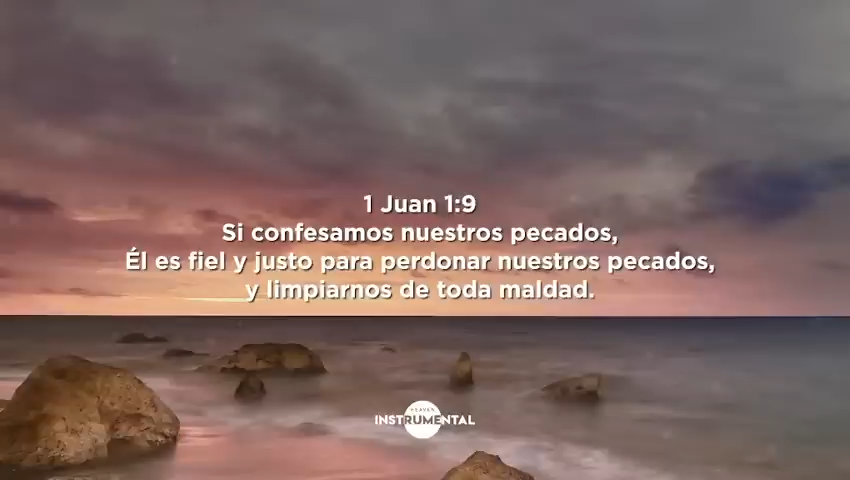 1 Juan 1:9
Si confesamos nuestros pecados,
Él es fiel y justo para perdonar nuestros pecados,
y limpiarnos de toda maldad.
HEAVEN
INSTRUMENTAL